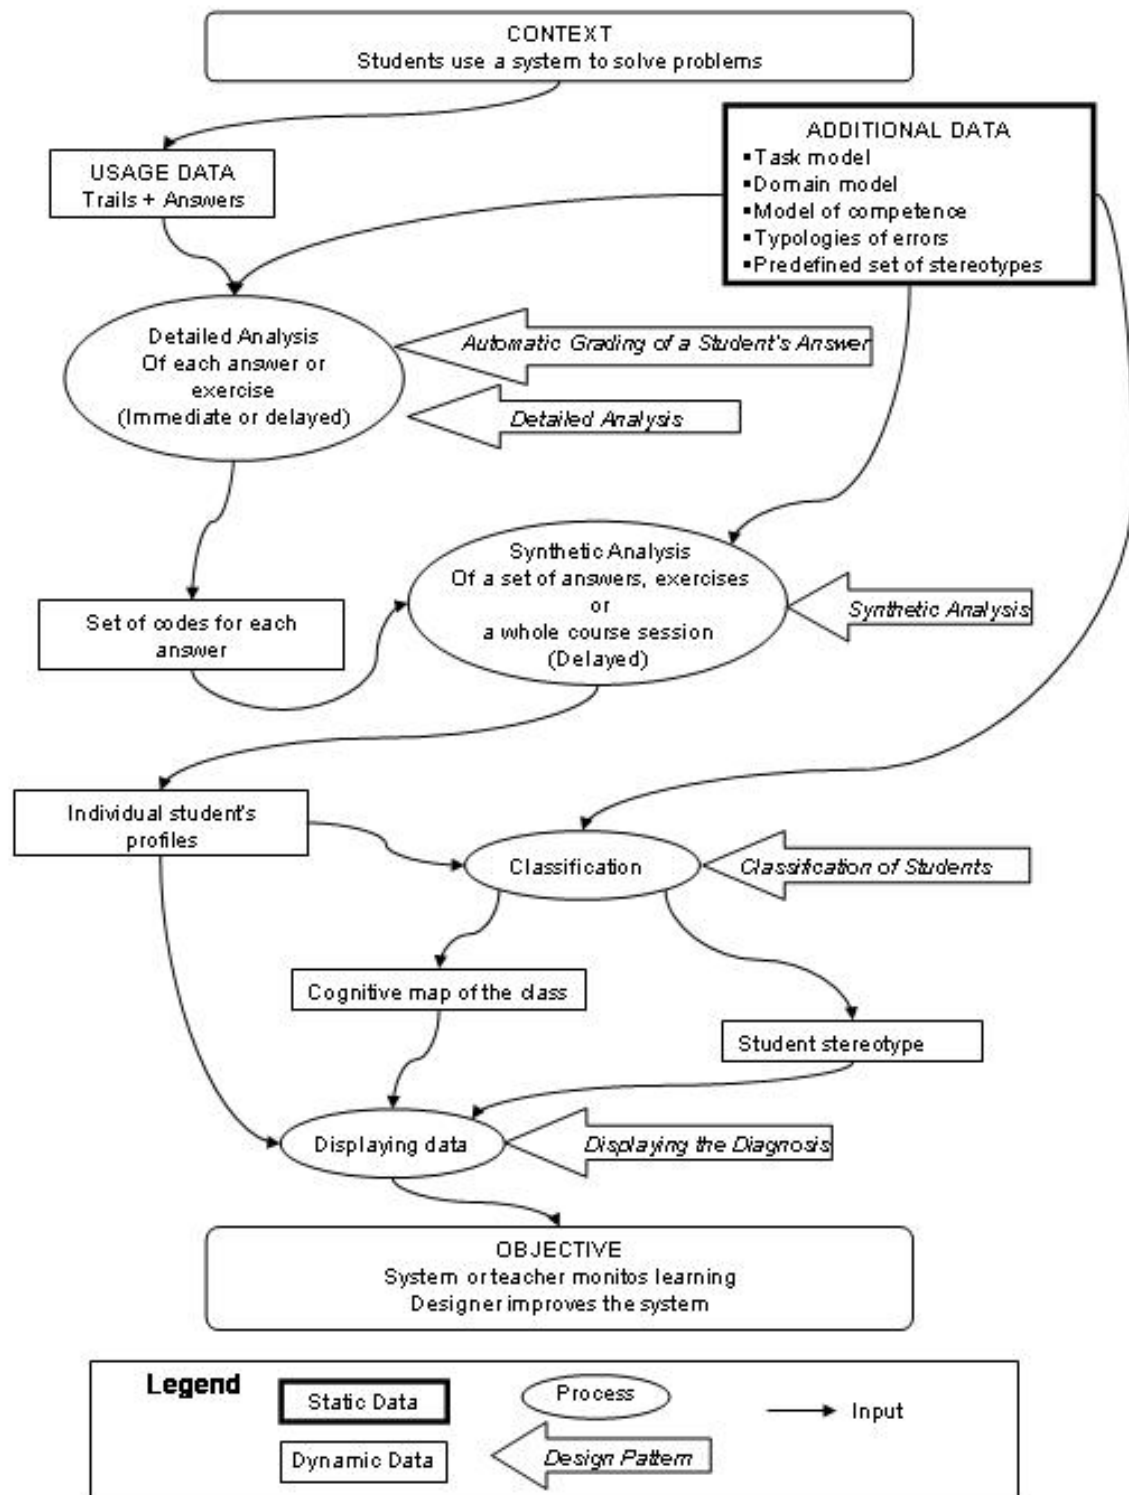 CONTEXT
Students use a system to solve problems
ADDITIONAL DATA
▪Task model
▪Domain model
▪Model of competence
▪Typologies of errors
▪Predefined set of stereotypes
USAGE DATA
Trails + Answers
Detailed Analysis
Of each answer or
exercise
(Immediate or delayed)
Automatic Grading of a Student's Answer
Detailed Analysis
Synthetic Analysis
Of a set of answers, exercises
or
a whole course session
(Delayed)
Synthetic Analysis
Set of codes for each
answer
Individual student's
profiles
Classification
Classification of Students
Cognitive map of the class
Student stereotype
Displaying data
Displaying the Diagnosis
OBJECTIVE
System or teacher monitos learning
Designer improves the system
Legend
Static Data
Process
Input
Dynamic Data
Design Pattern